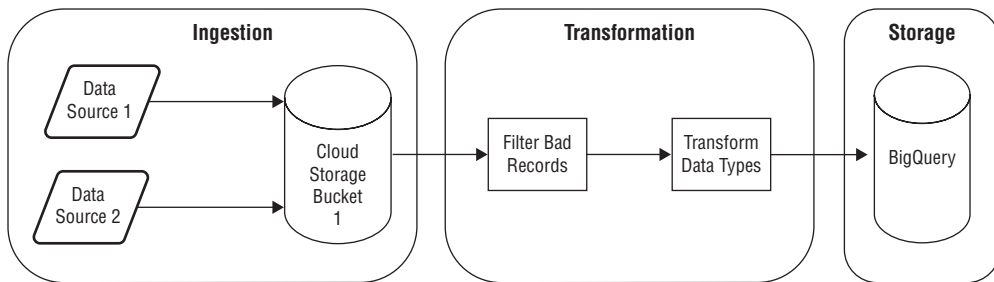 Ingestion
Transformation
Storage
Data
Source 1
Data
Source 2
Cloud
Storage
Bucket
1
Filter Bad
Records
Transform
Data Types
BigQuery